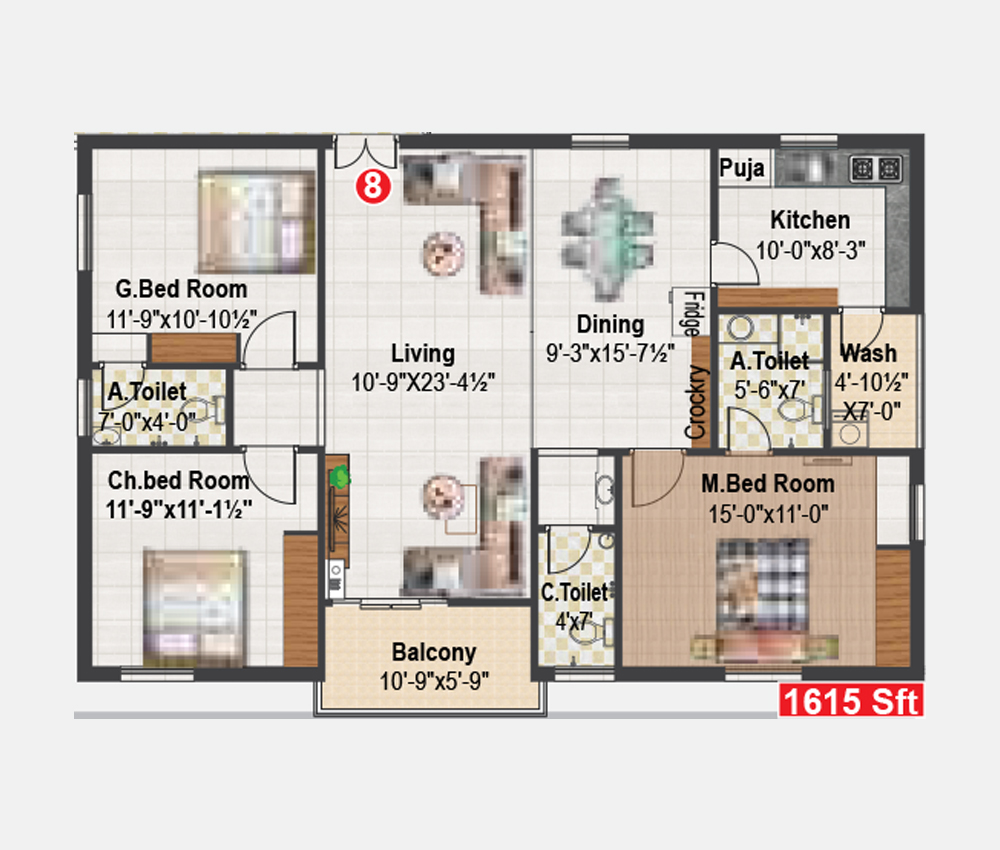 8
Puja
Kitchen
10'-0"x8'-3"
G.Bed Room
11'-9"x10'-10½"
Living
10'-9"X23'-4½"
Dining
9'-3"x15'-7½"
Fridge
Crockry
A.Toilet
5'-6"x7'
Wash
4'-10½"
X7'-0"
A.Toilet
7'-0"x4'-0"
Ch.bed Room
11'-9"x11'-1½"
M.Bed Room
15'-0"x11'-0"
C.Toilet
4'x7'
Balcony
10'-9"x5'-9"
1615 Sft